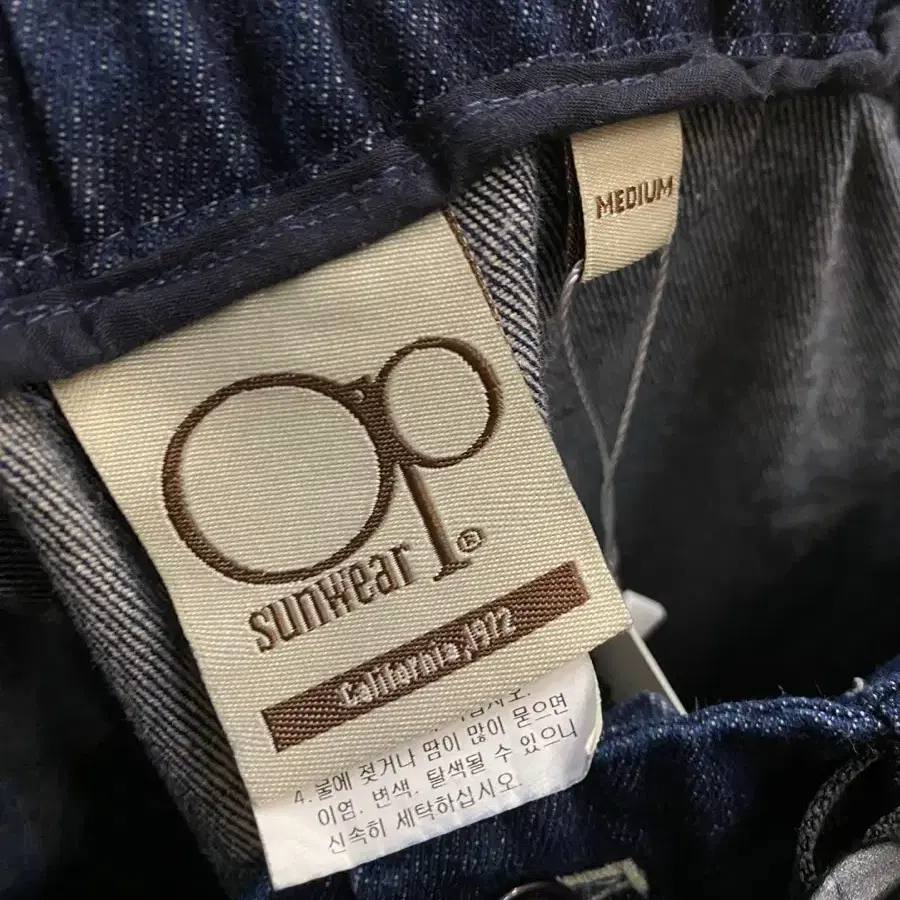 MEDIUM
op
sunwear ®
California, 1972
4. 물에 젖거나 땀이 많이 묻으면
이염. 변색. 탈색될 수 있으니
신속히 세탁하십시오.